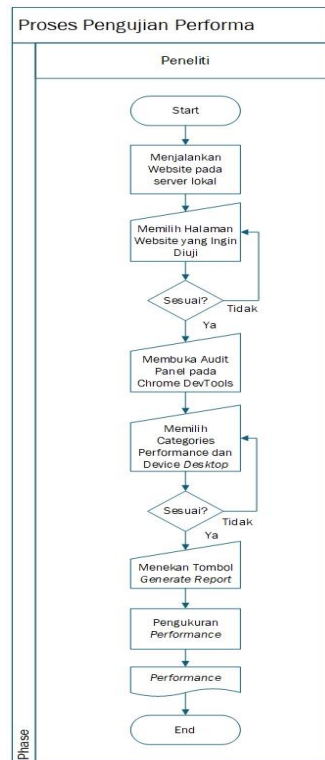 Proses Pengujian Performa
Peneliti
Start
Menjalankan
Website pada
server lokal
Memilih Halaman
Website yang Ingin
Diuji
Sesuai?
Tidak
Ya
Membuka Audit
Panel pada
Chrome DevTools
Memilih
Categories
Performance dan
Device Desktop
Sesuai?
Tidak
Ya
Menekan Tombol
Generate Report
Pengukuran
Performance
Performance
End
Phase